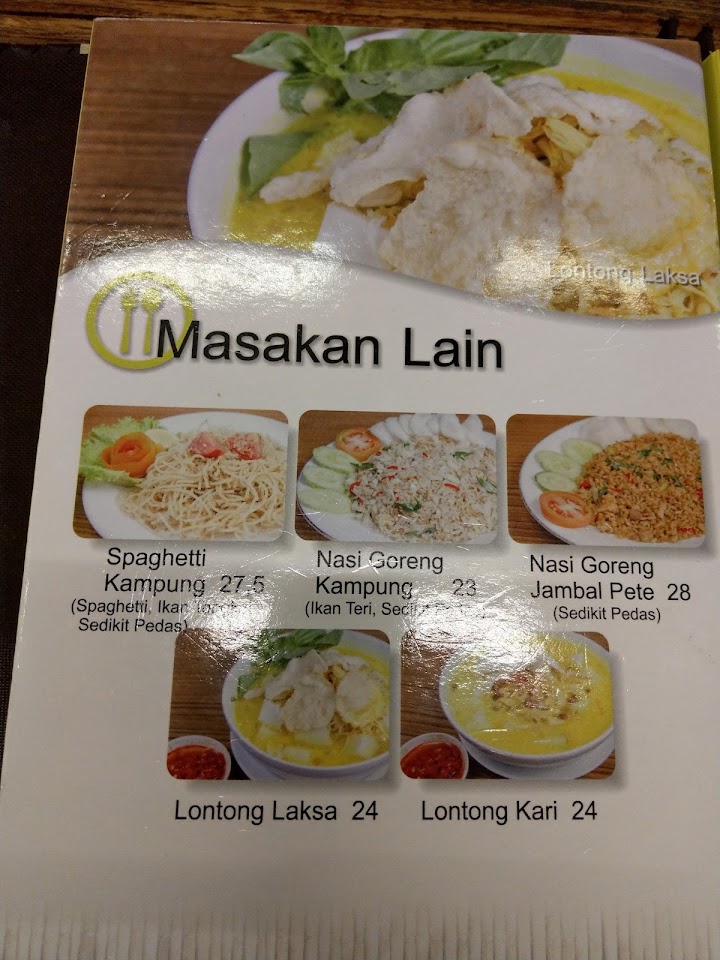 Lontong Laksa
Masakan Lain
Spaghetti
Kampung 27.5
(Spaghetti, Ikan
Sedikit Pedas)
Nasi Goreng
Kampung 23
(Ikan Teri, Sedikit
Nasi Goreng
Jambal Pete 28
(Sedikit Pedas)
Lontong Laksa 24
Lontong Kari 24